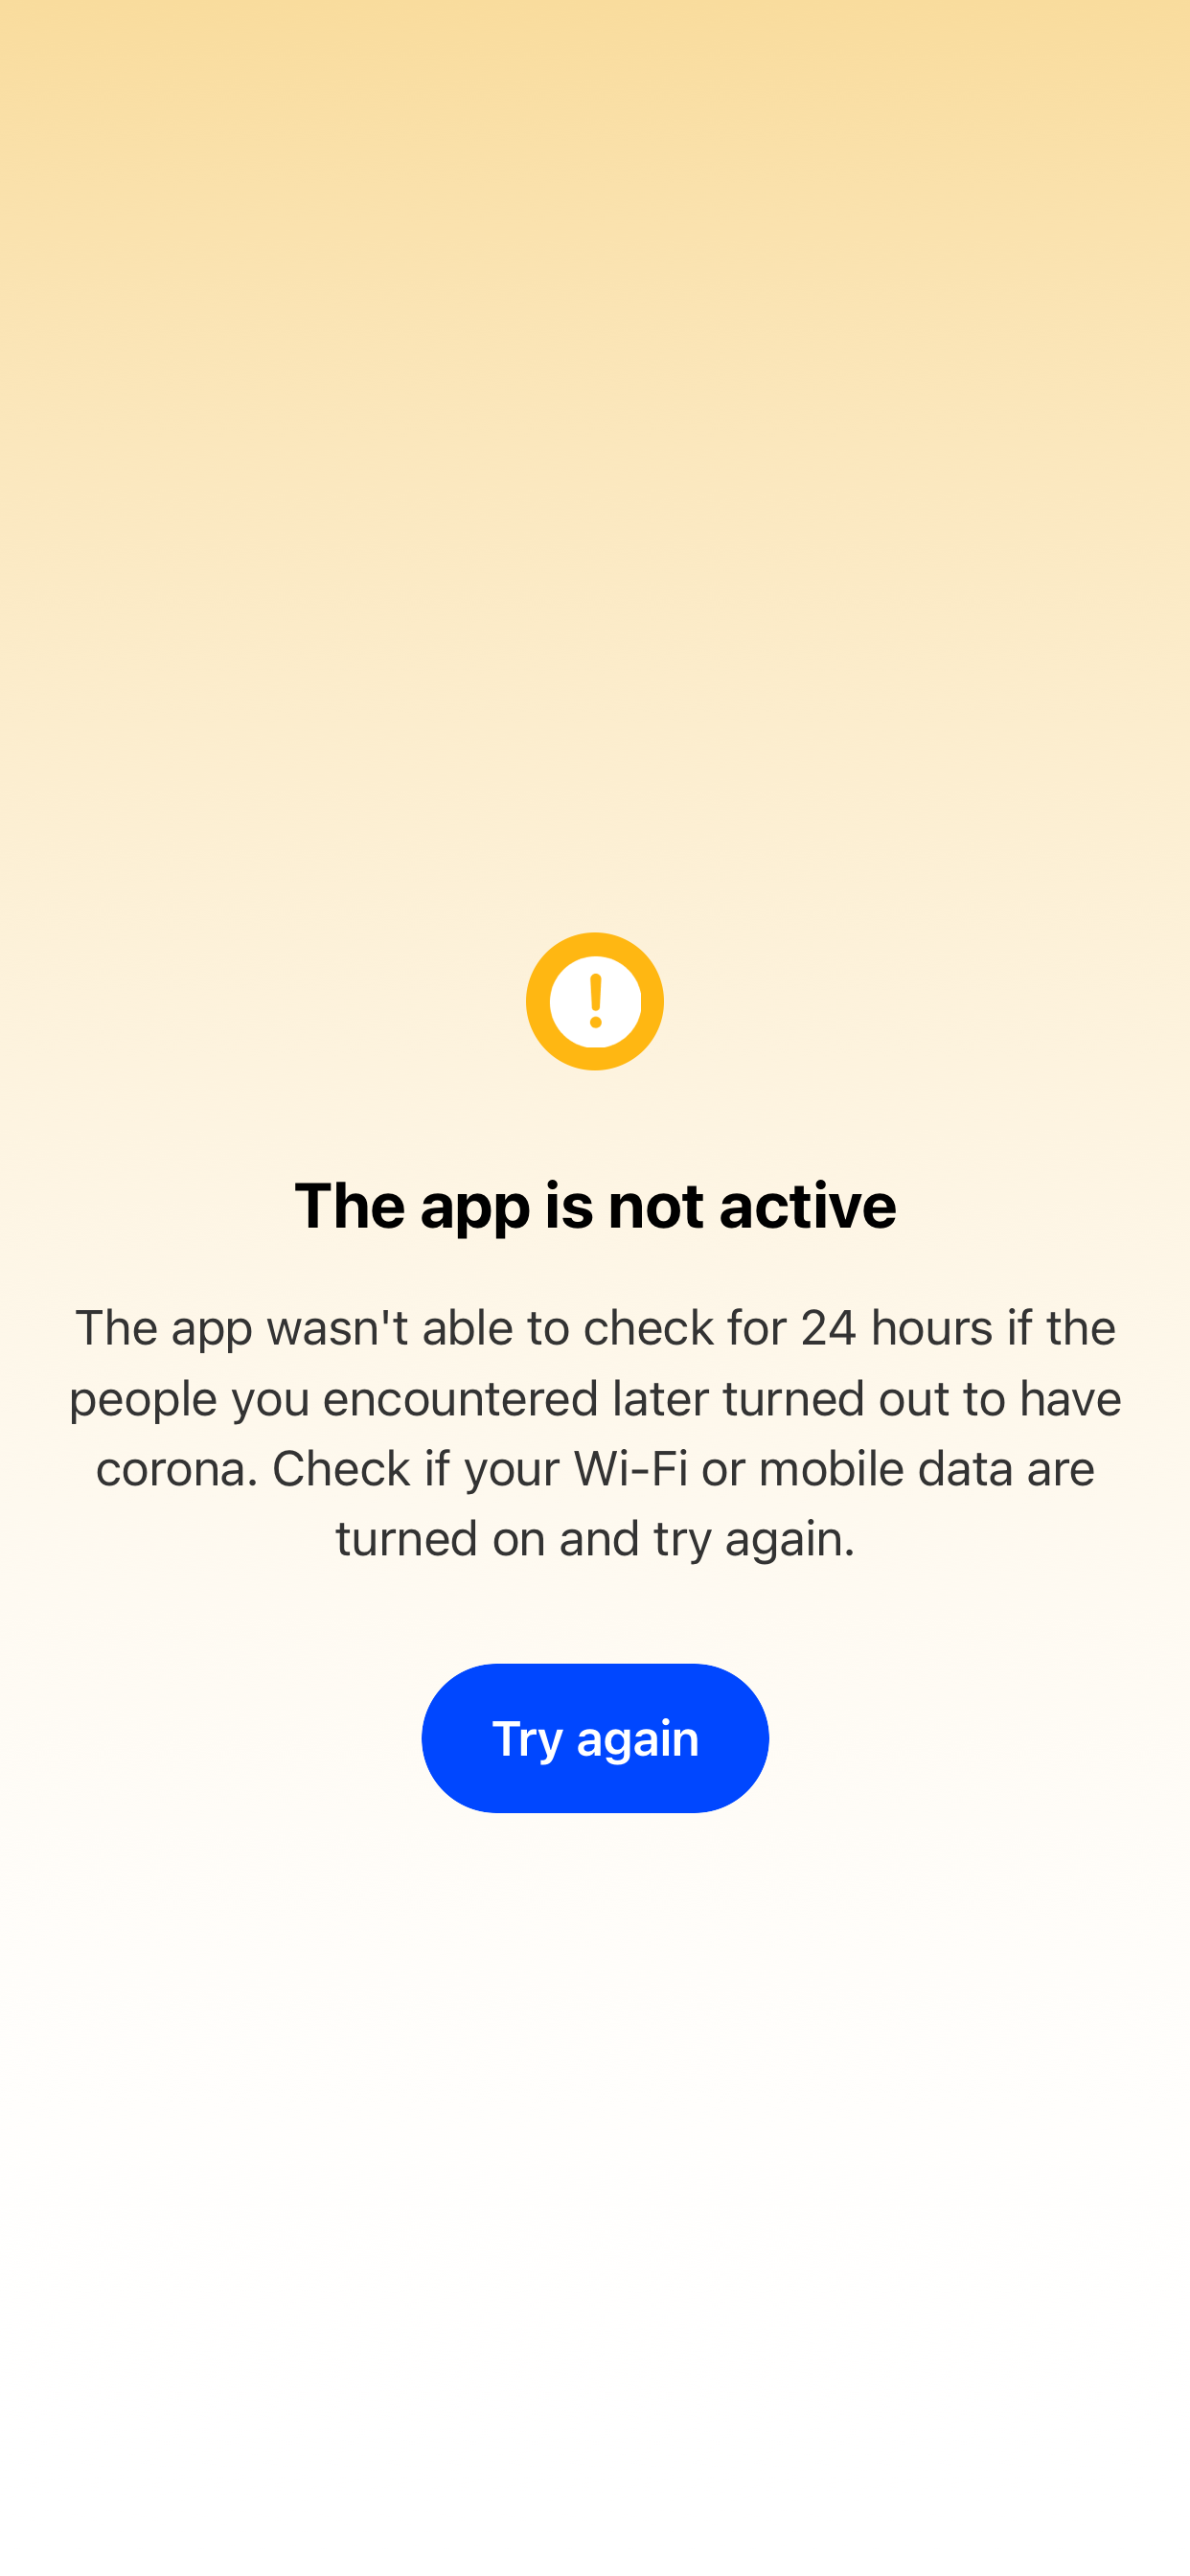 The app is not active
The app wasn't able to check for 24 hours if the
people you encountered later turned out to have
corona. Check if your Wi-Fi or mobile data are
turned on and try again.
Try again